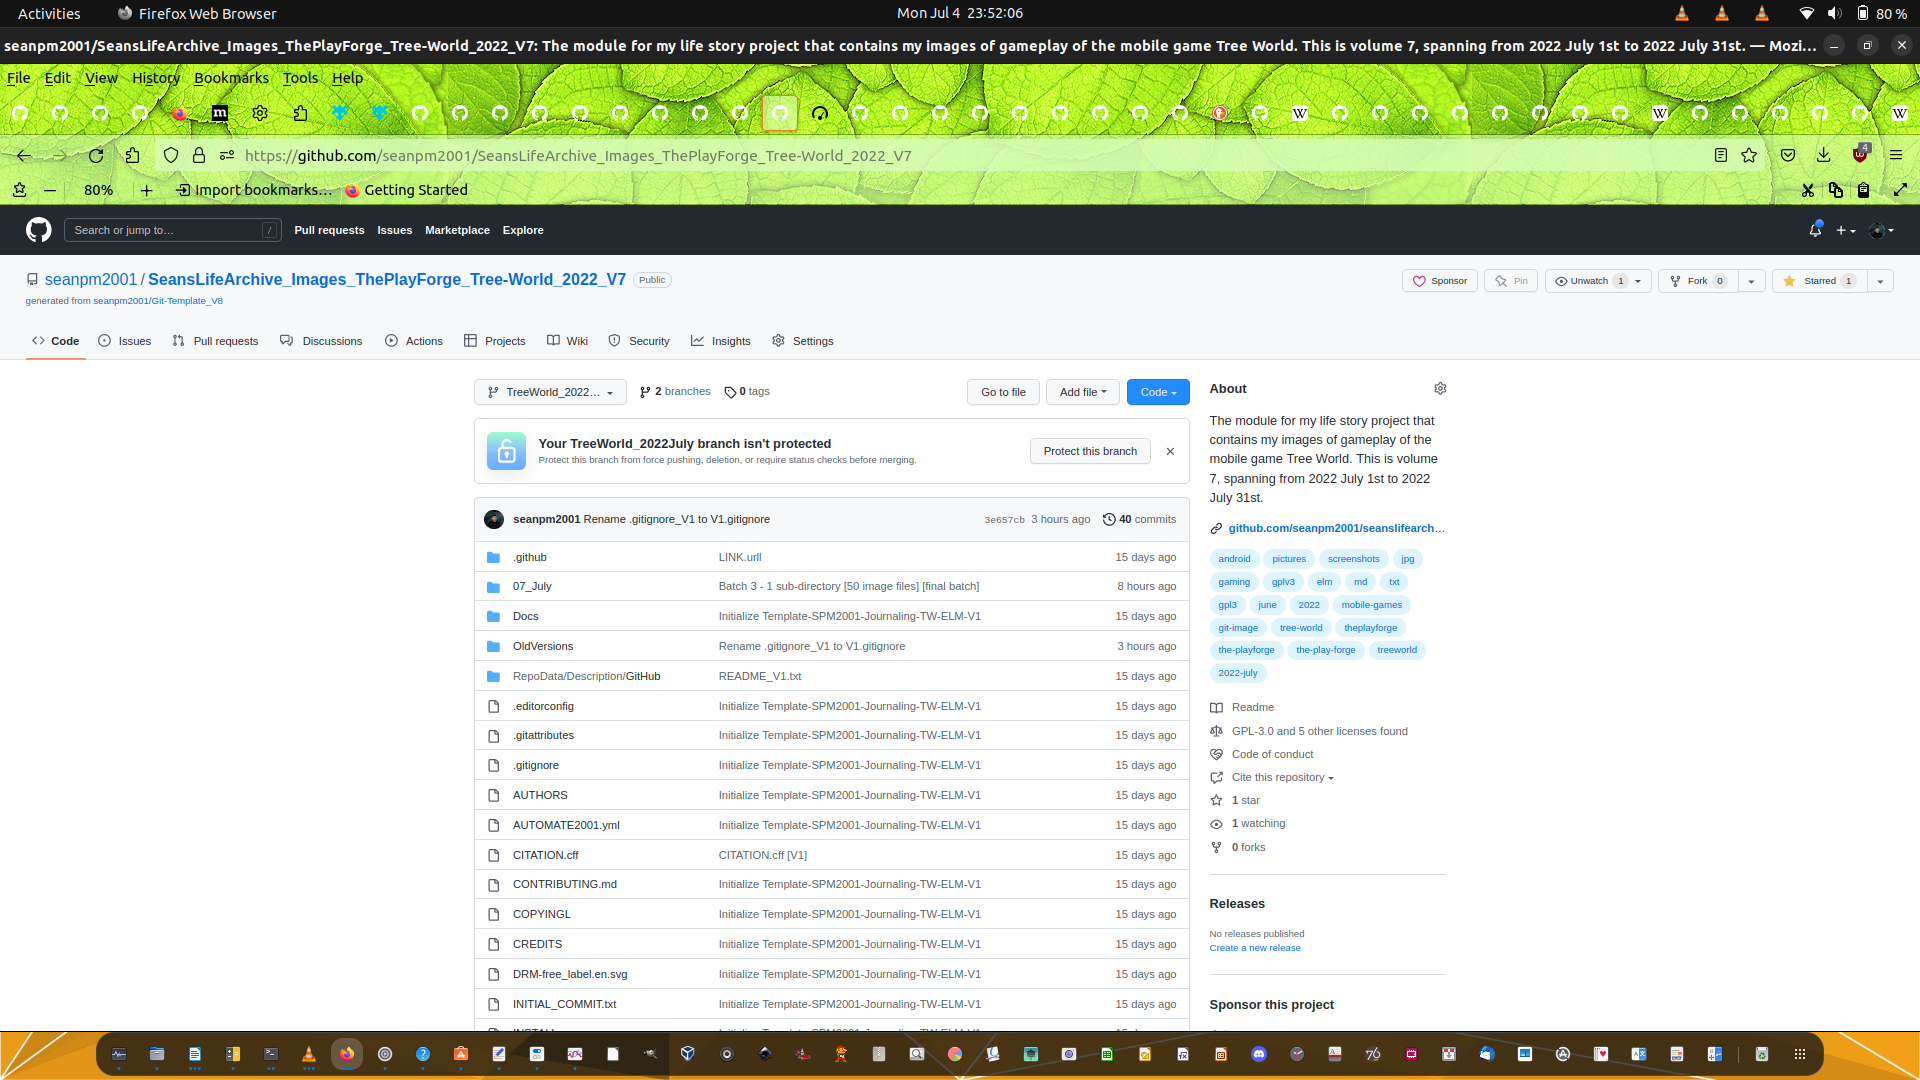 Activities
Firefox Web Browser
Mon Jul 4 23:52:06
80 %
seanpm2001/SeansLifeArchive_Images_ThePlayForge_Tree-World_2022_V7: The module for my life story project that contains my images of gameplay of the mobile game Tree World. This is volume 7, spanning from 2022 July 1st to 2022 July 31st. — Mozi…
File Edit View History Bookmarks Tools Help
https://github.com/seanpm2001/SeansLifeArchive_Images_ThePlayForge_Tree-World_2022_V7
4
80%
Import bookmarks…
Getting Started
Search or jump to…
/
Pull requests Issues Marketplace Explore
seanpm2001 / SeansLifeArchive_Images_ThePlayForge_Tree-World_2022_V7 Public
Sponsor
Pin
Unwatch 1
Fork 0
Starred 1
generated from seanpm2001/Git-Template_V8
Code Issues Pull requests Discussions Actions Projects Wiki Security Insights Settings
TreeWorld_2022…
2 branches
0 tags
Go to file
Add file
Code
Your TreeWorld_2022July branch isn't protected
Protect this branch from force pushing, deletion, or require status checks before merging.
Protect this branch
seanpm2001 Rename .gitignore_V1 to V1.gitignore 3e657cb 3 hours ago 40 commits
.github LINK.urll 15 days ago
07_July Batch 3 - 1 sub-directory [50 image files] [final batch] 8 hours ago
Docs Initialize Template-SPM2001-Journaling-TW-ELM-V1 15 days ago
OldVersions Rename .gitignore_V1 to V1.gitignore 3 hours ago
RepoData/Description/GitHub README_V1.txt 15 days ago
.editorconfig Initialize Template-SPM2001-Journaling-TW-ELM-V1 15 days ago
.gitattributes Initialize Template-SPM2001-Journaling-TW-ELM-V1 15 days ago
.gitignore Initialize Template-SPM2001-Journaling-TW-ELM-V1 15 days ago
AUTHORS Initialize Template-SPM2001-Journaling-TW-ELM-V1 15 days ago
AUTOMATE2001.yml Initialize Template-SPM2001-Journaling-TW-ELM-V1 15 days ago
CITATION.cff CITATION.cff [V1] 15 days ago
CONTRIBUTING.md Initialize Template-SPM2001-Journaling-TW-ELM-V1 15 days ago
COPYINGL Initialize Template-SPM2001-Journaling-TW-ELM-V1 15 days ago
CREDITS Initialize Template-SPM2001-Journaling-TW-ELM-V1 15 days ago
DRM-free_label.en.svg Initialize Template-SPM2001-Journaling-TW-ELM-V1 15 days ago
INITIAL_COMMIT.txt Initialize Template-SPM2001-Journaling-TW-ELM-V1 15 days ago
About
The module for my life story project that
contains my images of gameplay of the
mobile game Tree World. This is volume
7, spanning from 2022 July 1st to 2022
July 31st.
github.com/seanpm2001/seanslifearch…
android pictures screenshots jpg
gaming gplv3 elm md txt
gpl3 june 2022 mobile-games
git-image tree-world theplayforge
the-playforge the-play-forge treeworld
2022-july
Readme
GPL-3.0 and 5 other licenses found
Code of conduct
Cite this repository
1 star
1 watching
0 forks
Releases
No releases published
Create a new release
Sponsor this project